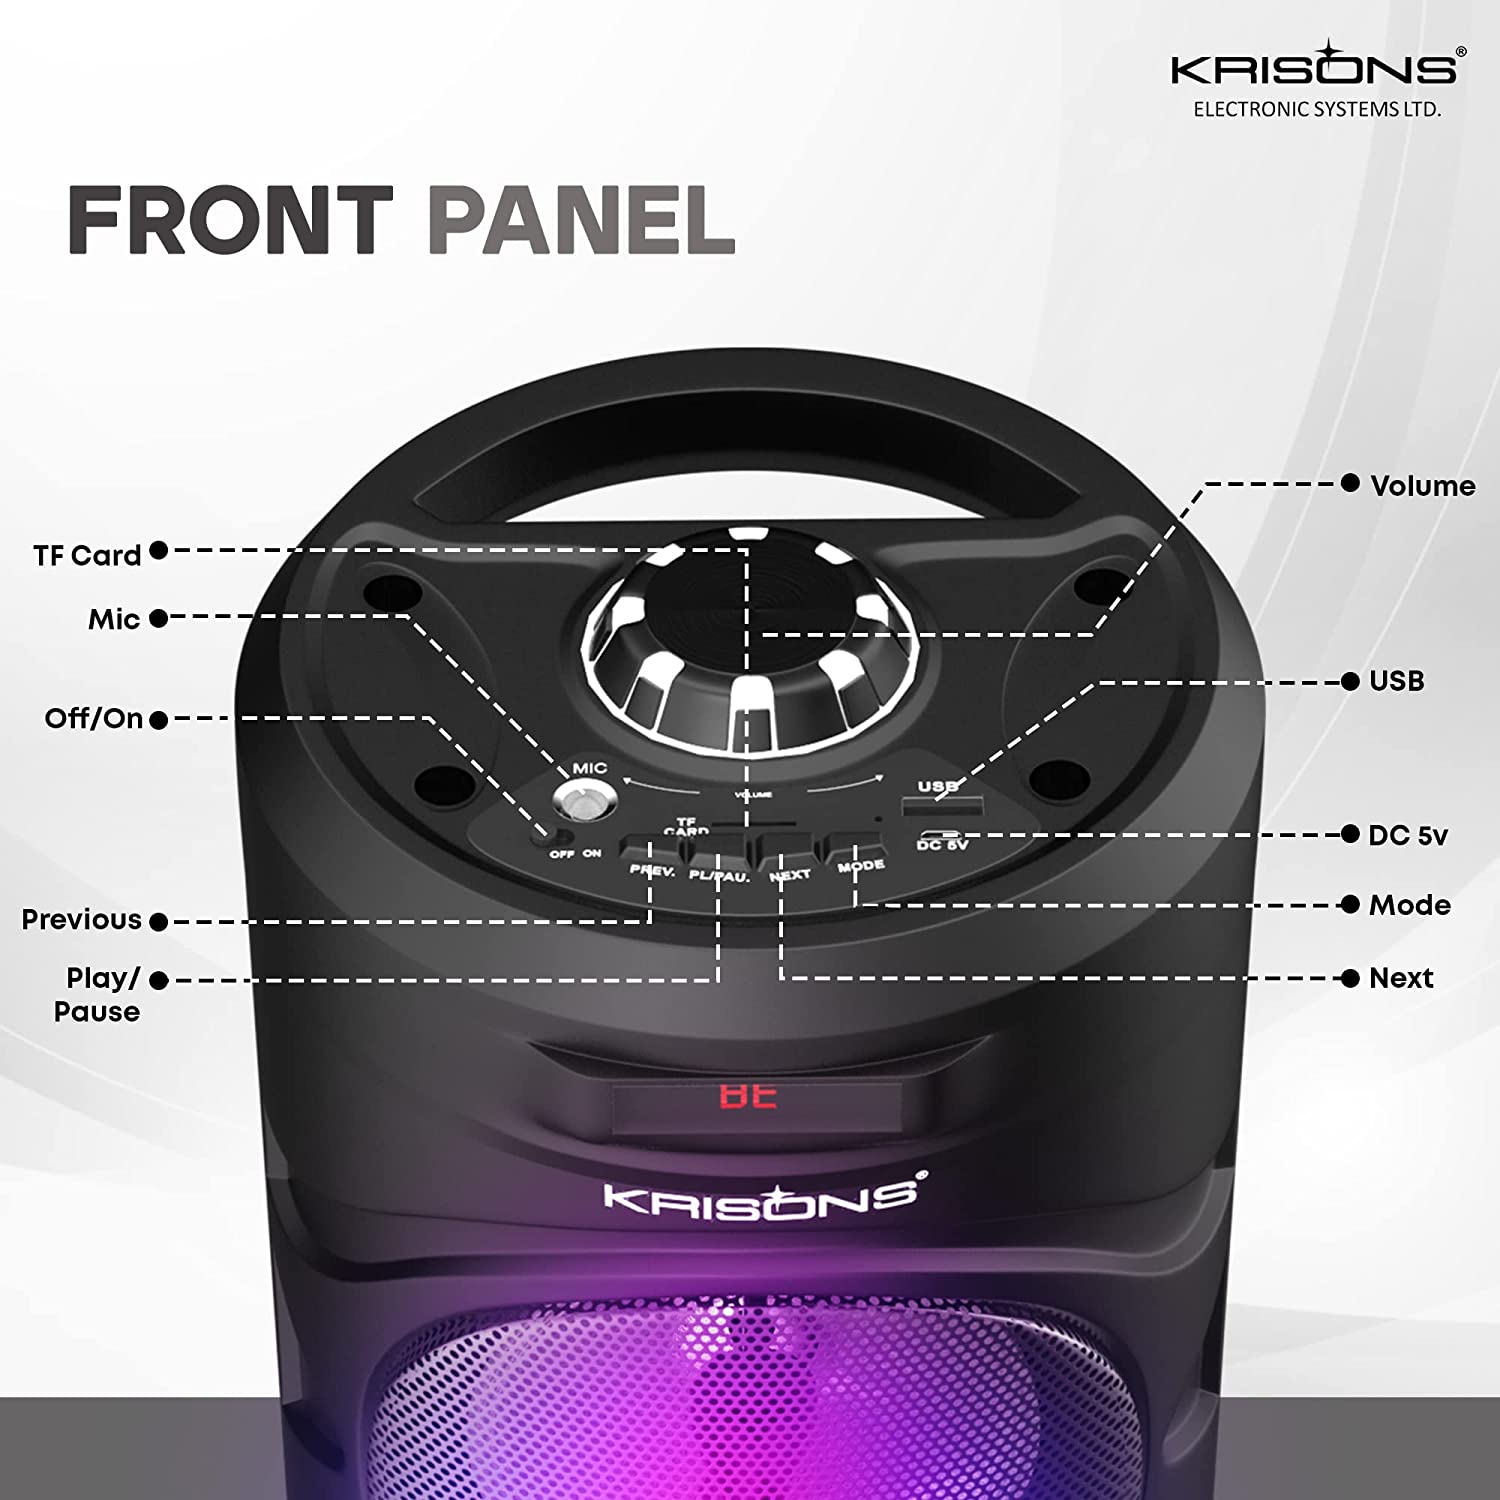 KRISONS®
ELECTRONIC SYSTEMS LTD.
FRONT PANEL
Volume
TF Card
Mic
USB
Off/On
MIC
VOLUME
USB
TF
CARD
DC 5v
OFF ON
DC 5V
PREV. PL/PAU. NEXT MODE
Mode
Previous
Play/
Pause
Next
KRISONS®